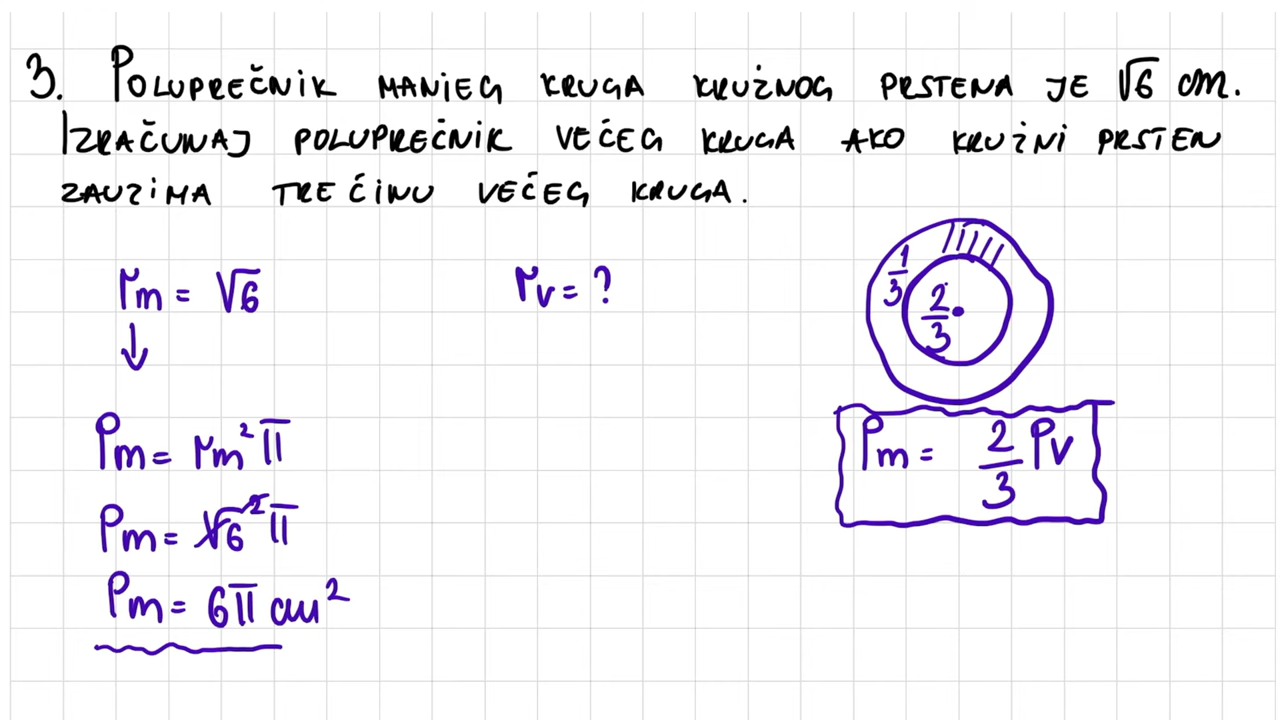 3. POLUPREČNIK MANJEG KRUGA KRUŽNOG PRSTENA JE √6 cm.
IZRAČUNAJ POLUPREČNIK VEĆEG KRUGA AKO KRUŽNI PRSTEN
ZAUZIMA TREĆINU VEĆEG KRUGA.
rm = √6
rv = ?
↓
1/3
2/3
Pm = rm²π
Pm = √6²π
Pm = 6π cm²
Pm = 2/3 Pv